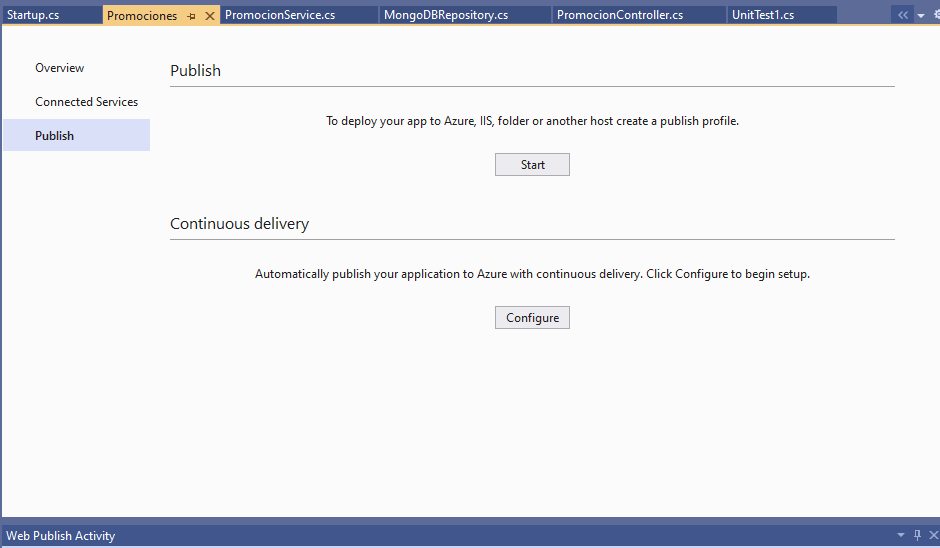 Startup.cs Promociones PromocionService.cs MongoDBRepository.cs PromocionController.cs UnitTest1.cs
Overview
Connected Services
Publish
Publish
To deploy your app to Azure, IIS, folder or another host create a publish profile.
Start
Continuous delivery
Automatically publish your application to Azure with continuous delivery. Click Configure to begin setup.
Configure
Web Publish Activity